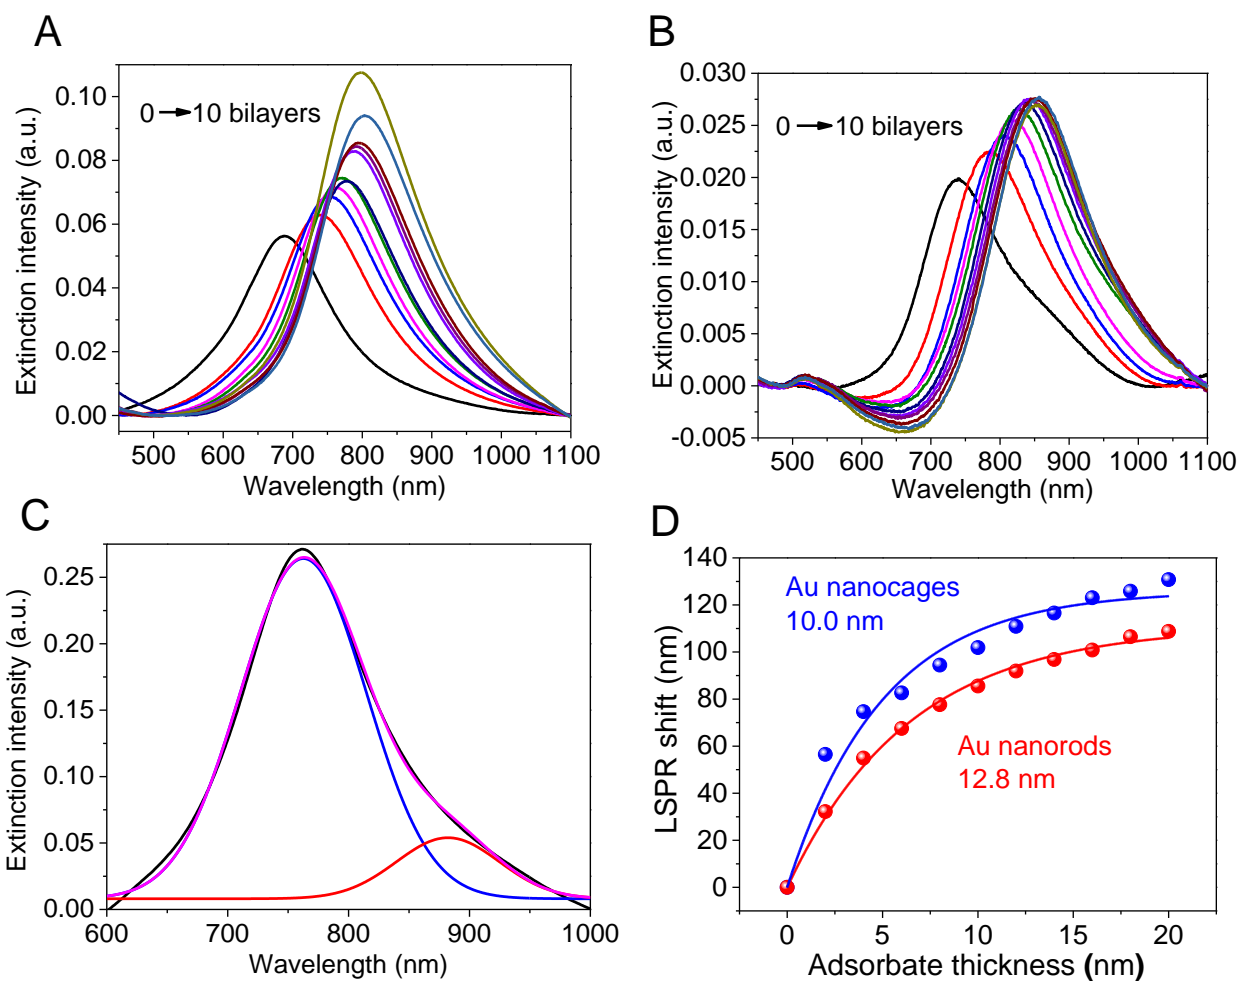 A
0→10 bilayers
Extinction intensity (a.u.)
0.10
0.08
0.06
0.04
0.02
0.00
500 600 700 800 900 1000 1100
Wavelength (nm)
B
0→10 bilayers
Extinction intensity (a.u.)
0.030
0.025
0.020
0.015
0.010
0.005
0.000
-0.005
500 600 700 800 900 1000 1100
Wavelength (nm)
C
Extinction intensity (a.u.)
0.25
0.20
0.15
0.10
0.05
0.00
600 700 800 900 1000
Wavelength (nm)
D
LSPR shift (nm)
140
120
100
80
60
40
20
0
Au nanocages
10.0 nm
Au nanorods
12.8 nm
0 5 10 15 20
Adsorbate thickness (nm)